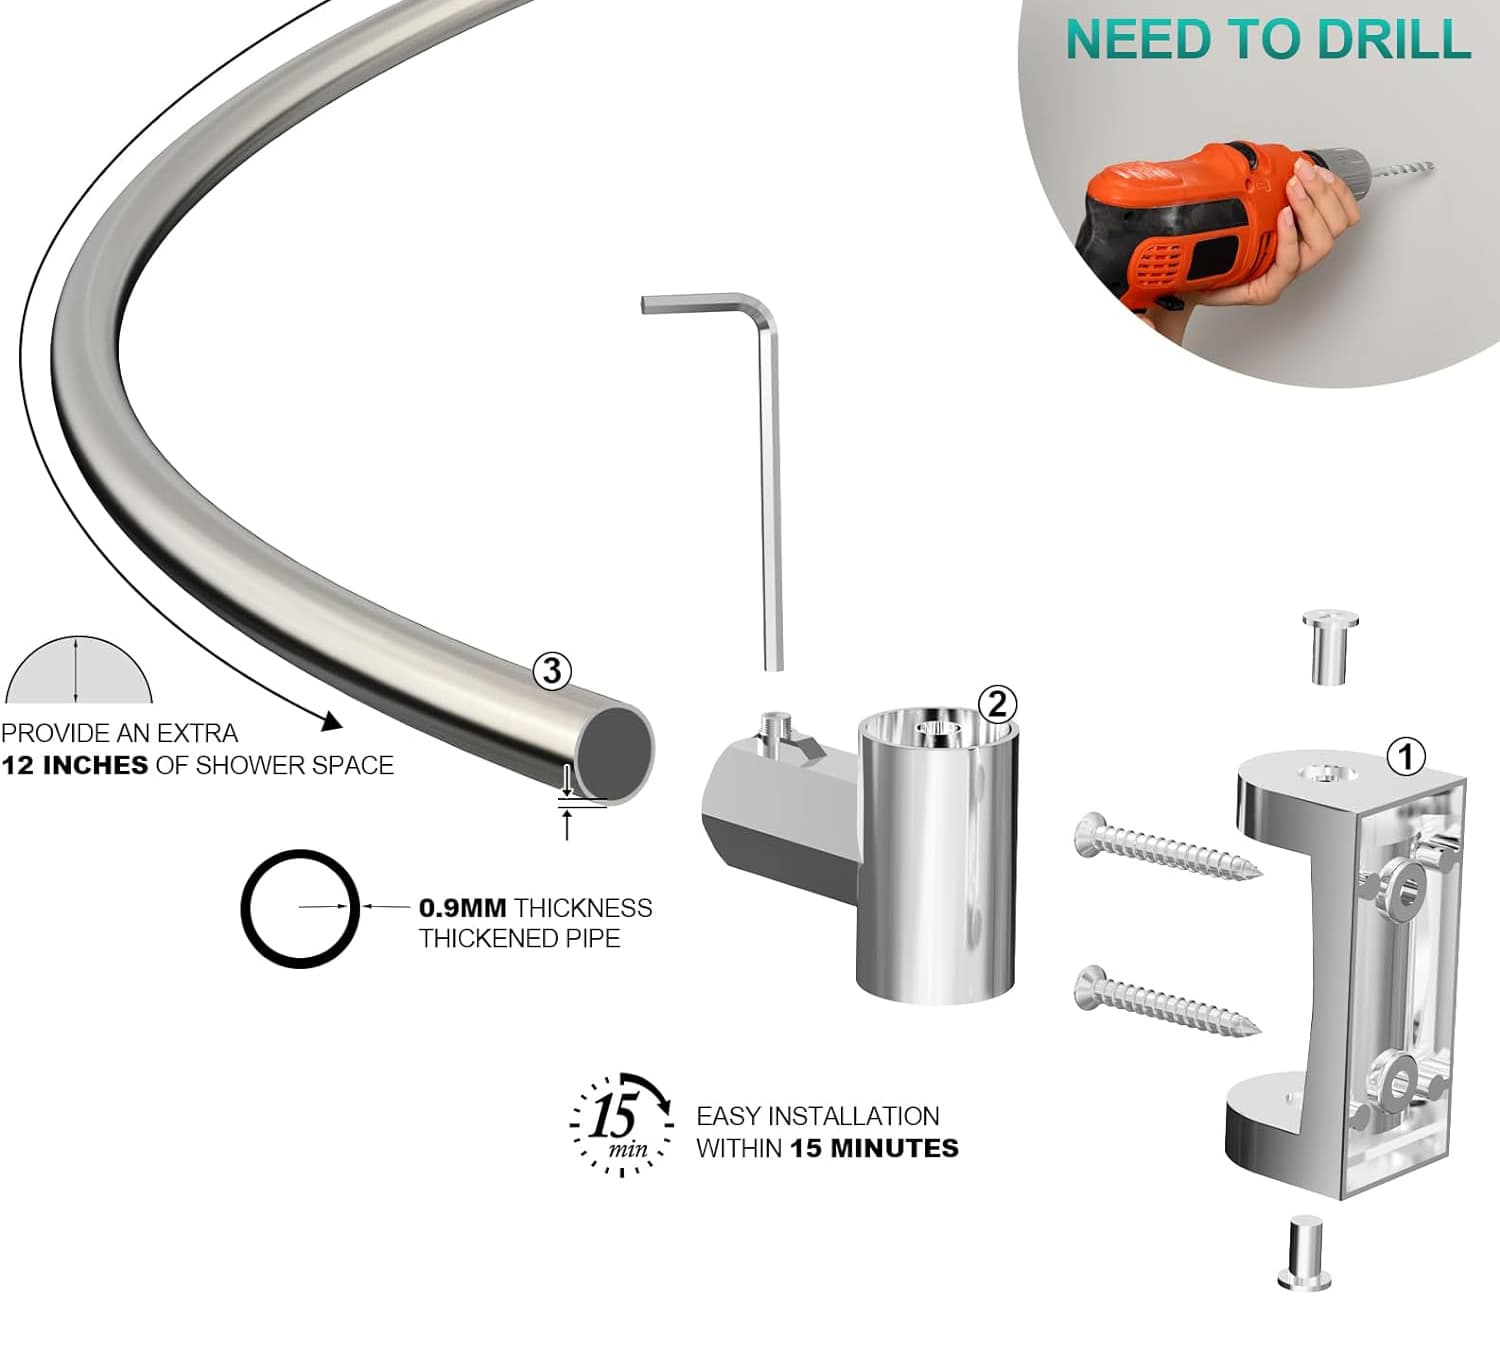 NEED TO DRILL
3
2
1
PROVIDE AN EXTRA
12 INCHES OF SHOWER SPACE
0.9MM THICKNESS
THICKENED PIPE
15
min
EASY INSTALLATION
WITHIN 15 MINUTES